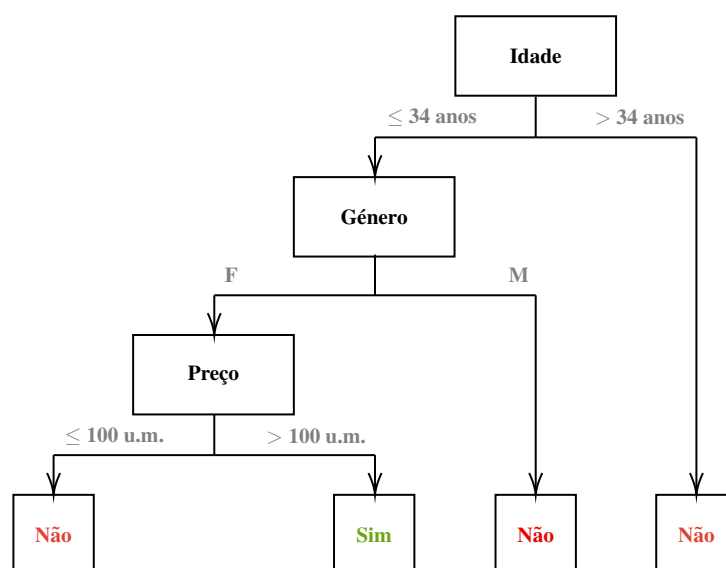 Idade
≤ 34 anos
> 34 anos
Género
F
M
Preço
≤ 100 u.m.
> 100 u.m.
Não
Sim
Não
Não